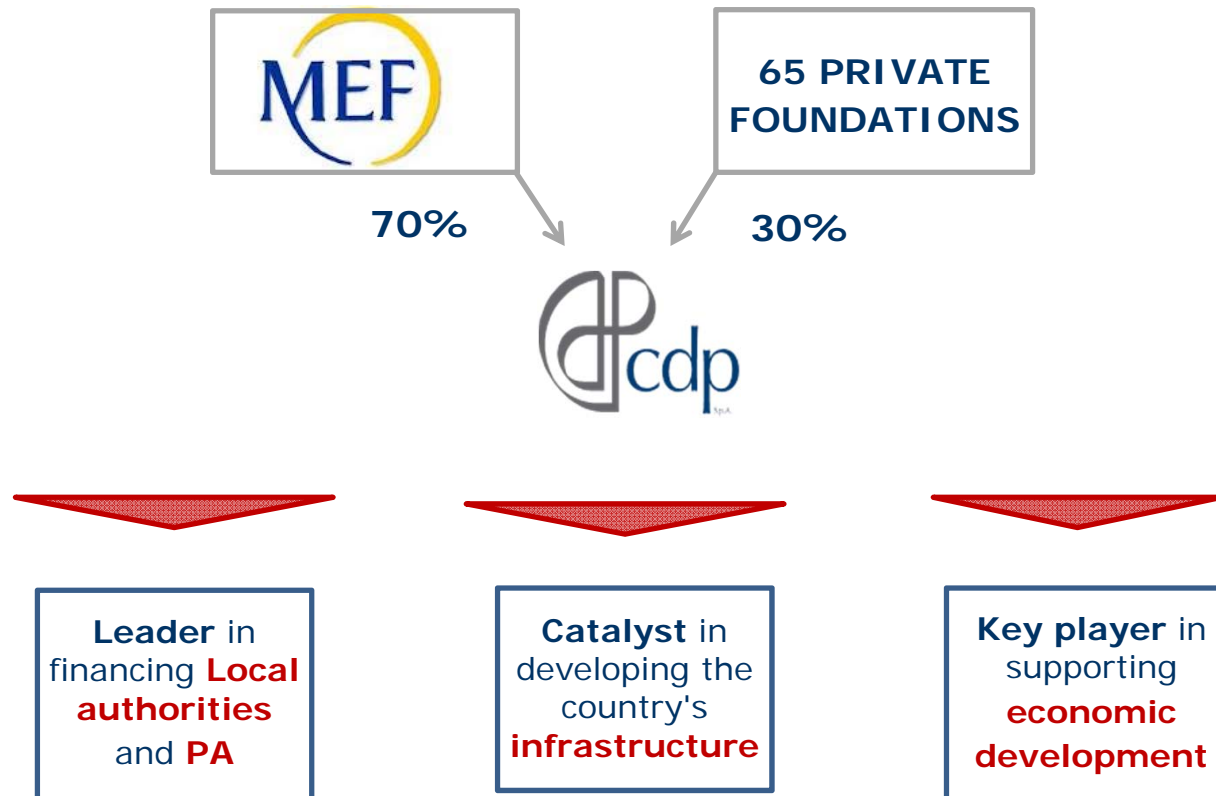 MEF
65 PRIVATE
FOUNDATIONS
70%
30%
cdp
S.p.A.
Leader in
financing Local
authorities
and PA
Catalyst in
developing the
country's
infrastructure
Key player in
supporting
economic
development